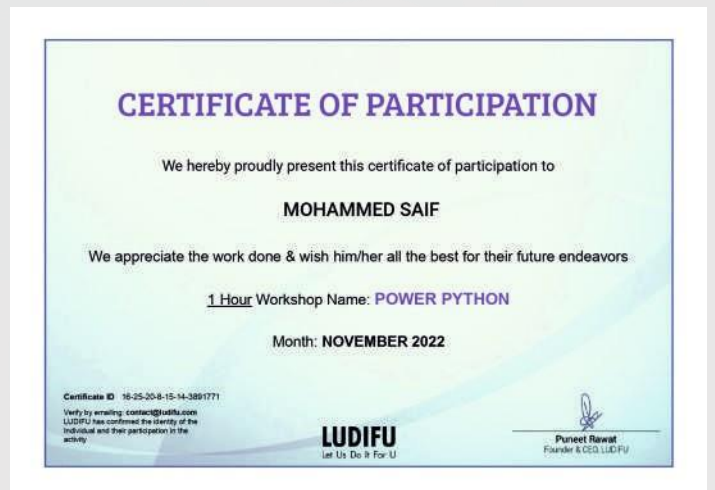 CERTIFICATE OF PARTICIPATION
We hereby proudly present this certificate of participation to
MOHAMMED SAIF
We appreciate the work done & wish him/her all the best for their future endeavors
1 Hour Workshop Name: POWER PYTHON
Month: NOVEMBER 2022
Certificate ID 16-25-20-8-15-14-3891771
Verify by emailing: contact@ludifu.com
LUDIFU has confirmed the identity of the
individual and their participation in the
activity
LUDIFU
Let Us Do It For U
Puneet Rawat
Founder & CEO, LUDIFU